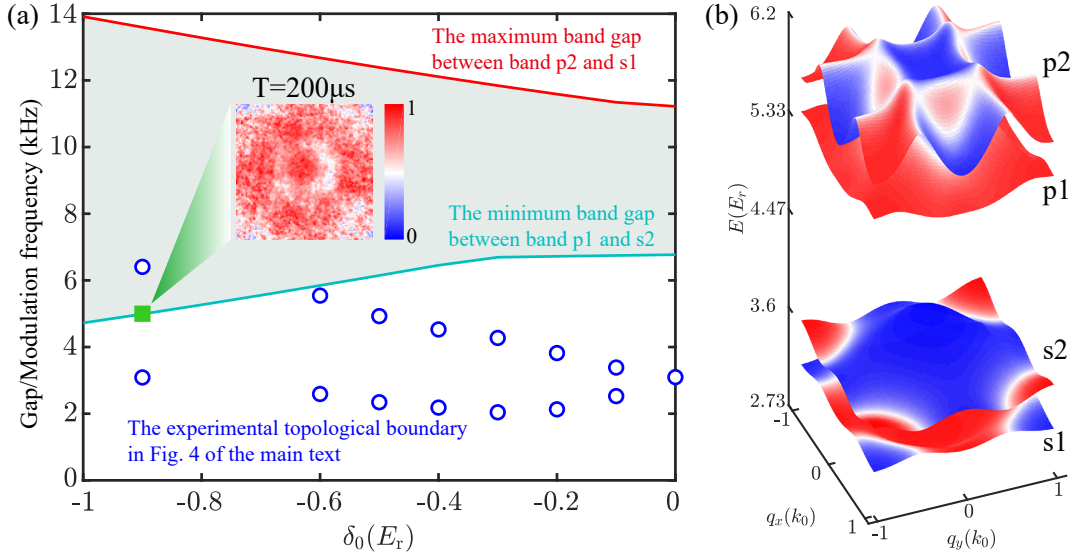 (a)
14
12
10
8
6
4
2
0
Gap/Modulation frequency (kHz)
-1
-0.8
-0.6
-0.4
-0.2
0
δ₀(Eᵣ)
The maximum band gap
between band p2 and s1
T=200μs
1
0
The minimum band gap
between band p1 and s2
The experimental topological boundary
in Fig. 4 of the main text
(b)
6.2
5.33
4.47
3.6
2.73
E(Eᵣ)
p2
p1
s2
s1
-1
0
1
qₓ(k₀)
-1
0
1
q_y(k₀)